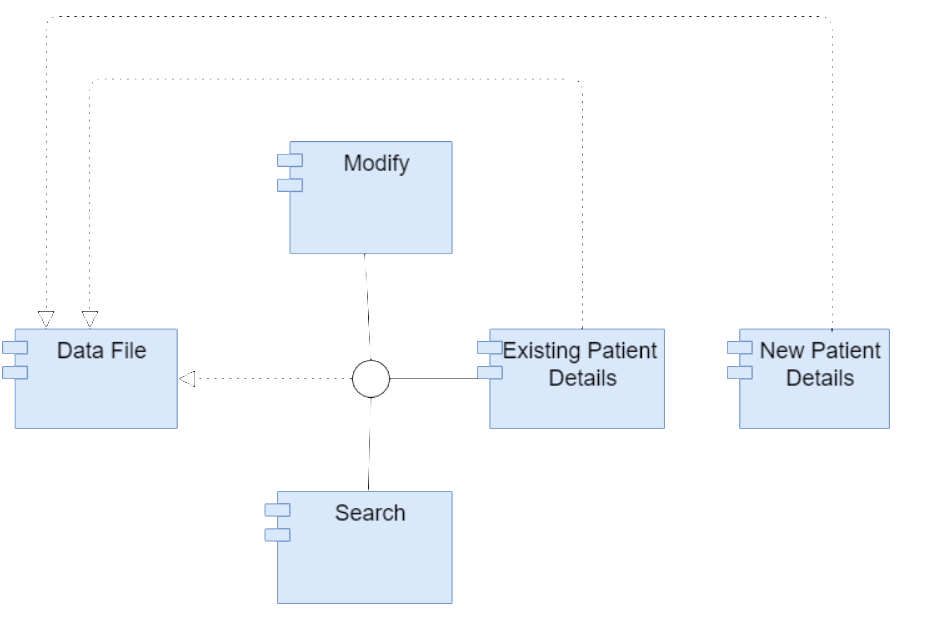 Modify
Data File
Existing Patient
Details
New Patient
Details
Search